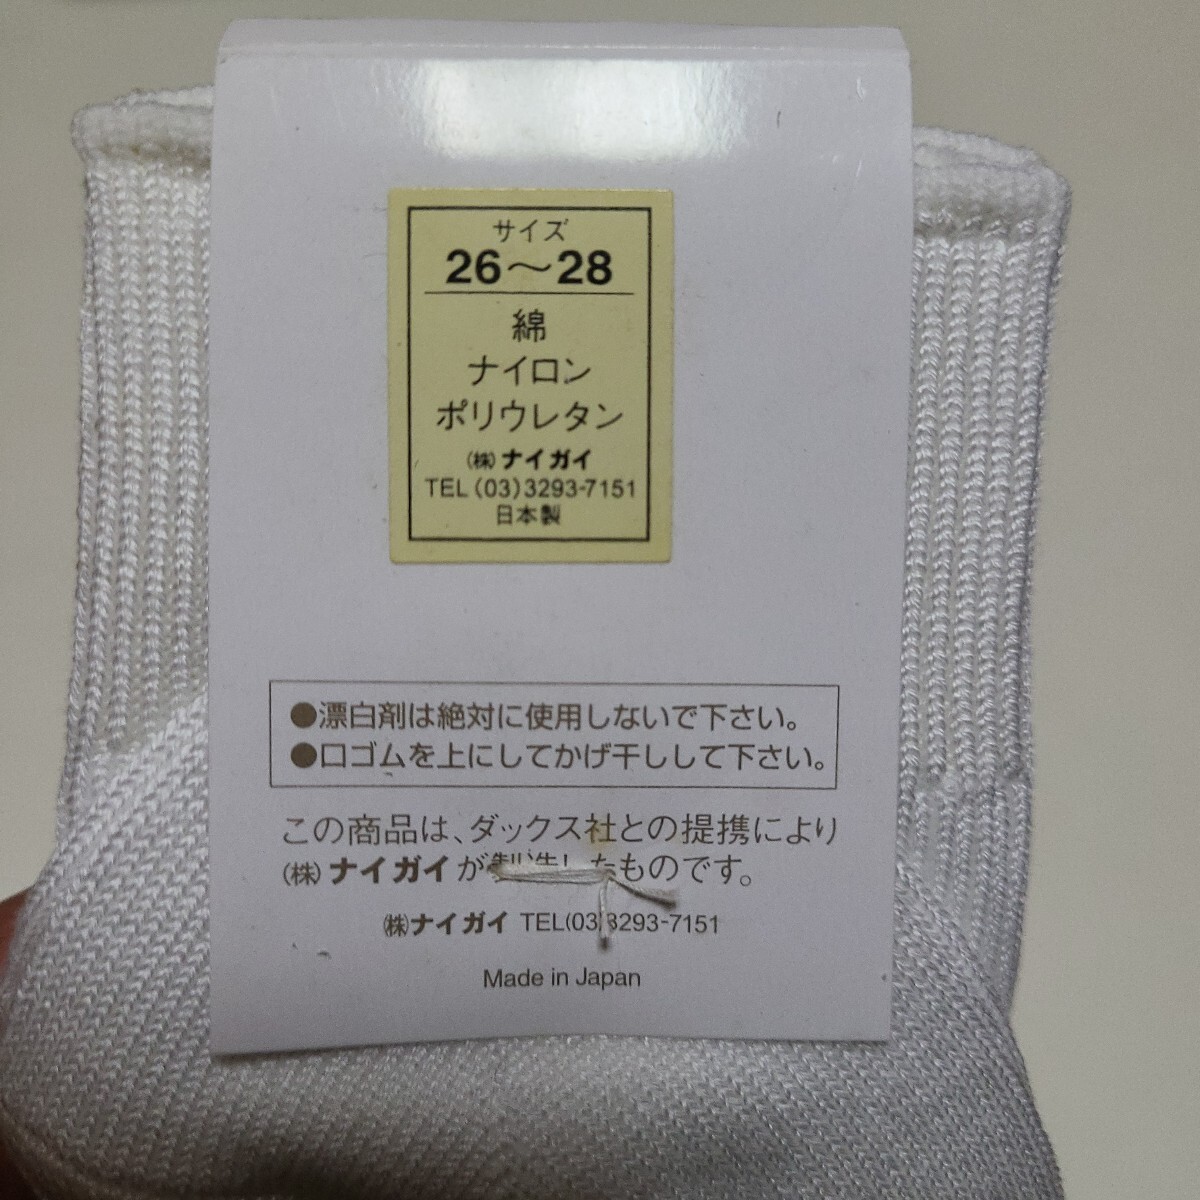 サイズ
26〜28
綿
ナイロン
ポリウレタン
㈱ナイガイ
TEL(03)3293-7151
日本製
●漂白剤は絶対に使用しないで下さい。
●口ゴムを上にしてかげ干しして下さい。
この商品は、ダックス社との提携により
㈱ナイガイが製造したものです。
㈱ナイガイ TEL(03)3293-7151
Made in Japan